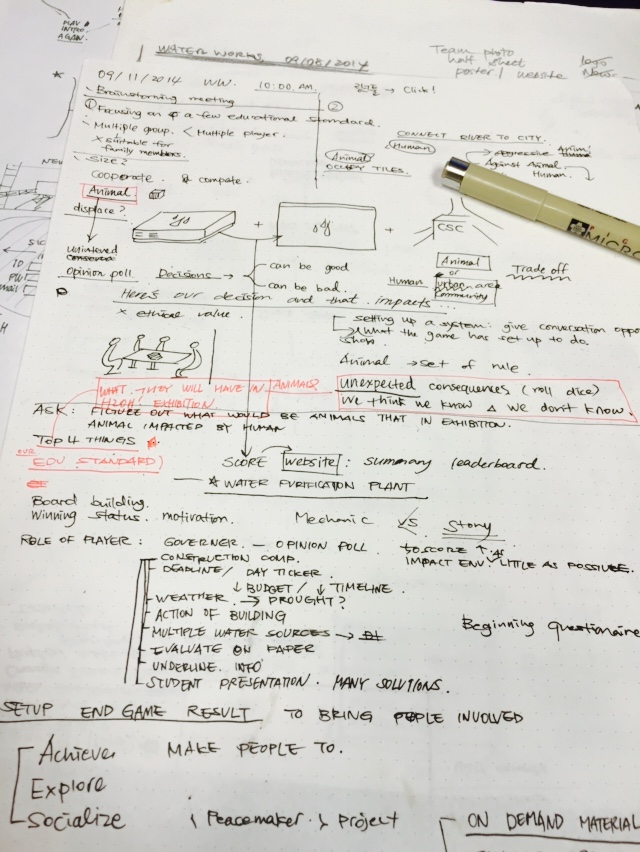 PLAY &
INTRO
AGAIN.
WATER WORKS 09/08/2014
Team photo
half sheet
poster / website
logo
09/11/2014 WW. 10:00 AM.
→ Click!
Brainstorming meeting
① Focusing on a few educational standard.
Multiple group. < Multiple player.
X suitable for
family members.
Size?
Cooperate & compete.
②
CONNECT RIVER TO CITY.
Human
Animal
OCCUPY TILES.
→ aggressive Animal
Human
Against Animal
Human.
Animal
displace?
+
+
CSC
unintened
Opinion poll
Decisions →
can be good
can be bad.
Animal
or
Human urban area
Community
Trade off
Here's our decision and that impacts...
X ethical value.
setting up a system: give conversation oppo
What the game has set up to do.
show
Animal → set of rule.
WHAT THEY WILL HAVE IN ANIMALS?
H2OH! EXHIBITION.
Unexpected consequences (roll dice)
We think we know △ we don't know.
ASK: FIGURE OUT WHAT WOULD BE ANIMALS THAT IN EXHIBITION.
ANIMAL IMPACTED BY HUMAN
TOP 4 THINGS
OUR
EDU STANDARD)
SCORE website: summary leaderboard.
☆ WATER PURIFICATION PLANT
Board building.
Winning status. motivation.
Mechanic VS Story
ROLE OF PLAYER: GOVERNER. — OPINION POLL.
TO SCORE ↑ AS
IMPACT ENV. LITTLE AS POSSIVEE.
CONSTRUCTION COMP.
DEADLINE / DAY TICKER.
↓ BUDGET / ↓ TIMELINE.
WEATHER → DROUGHT?
ACTION OF BUILDING
MULTIPLE WATER SOURCES →
EVALUATE ON PAPER
UNDERLINE. INFO
STUDENT PRESENTATION. MANY SOLUTIONS.
Beginning questionaire
SETUP END GAME RESULT TO BRING PEOPLE INVOLVED
Achiever MAKE PEOPLE TO.
Explore
Socialize < Peacemaker > Project
ON DEMAND MATERIAL
MICRO